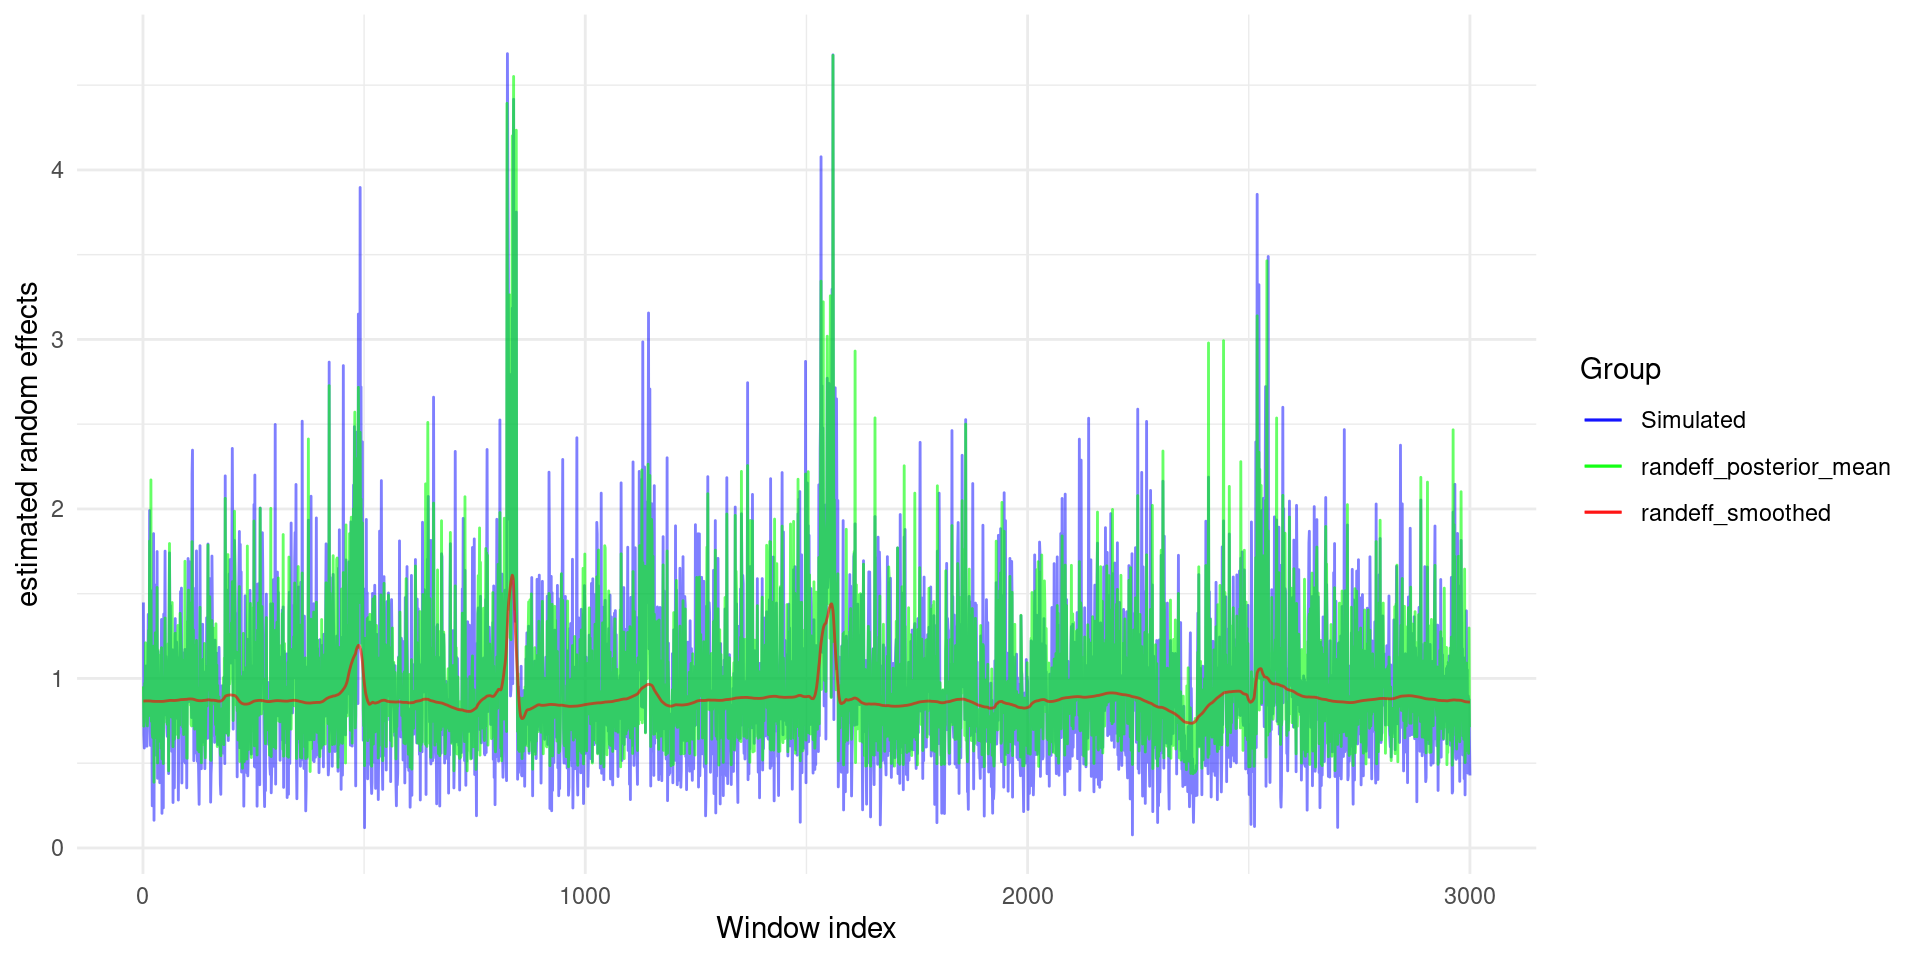 estimated random effects
4
3
2
1
0
0
1000
2000
3000
Window index
Group
Simulated
randeff_posterior_mean
randeff_smoothed